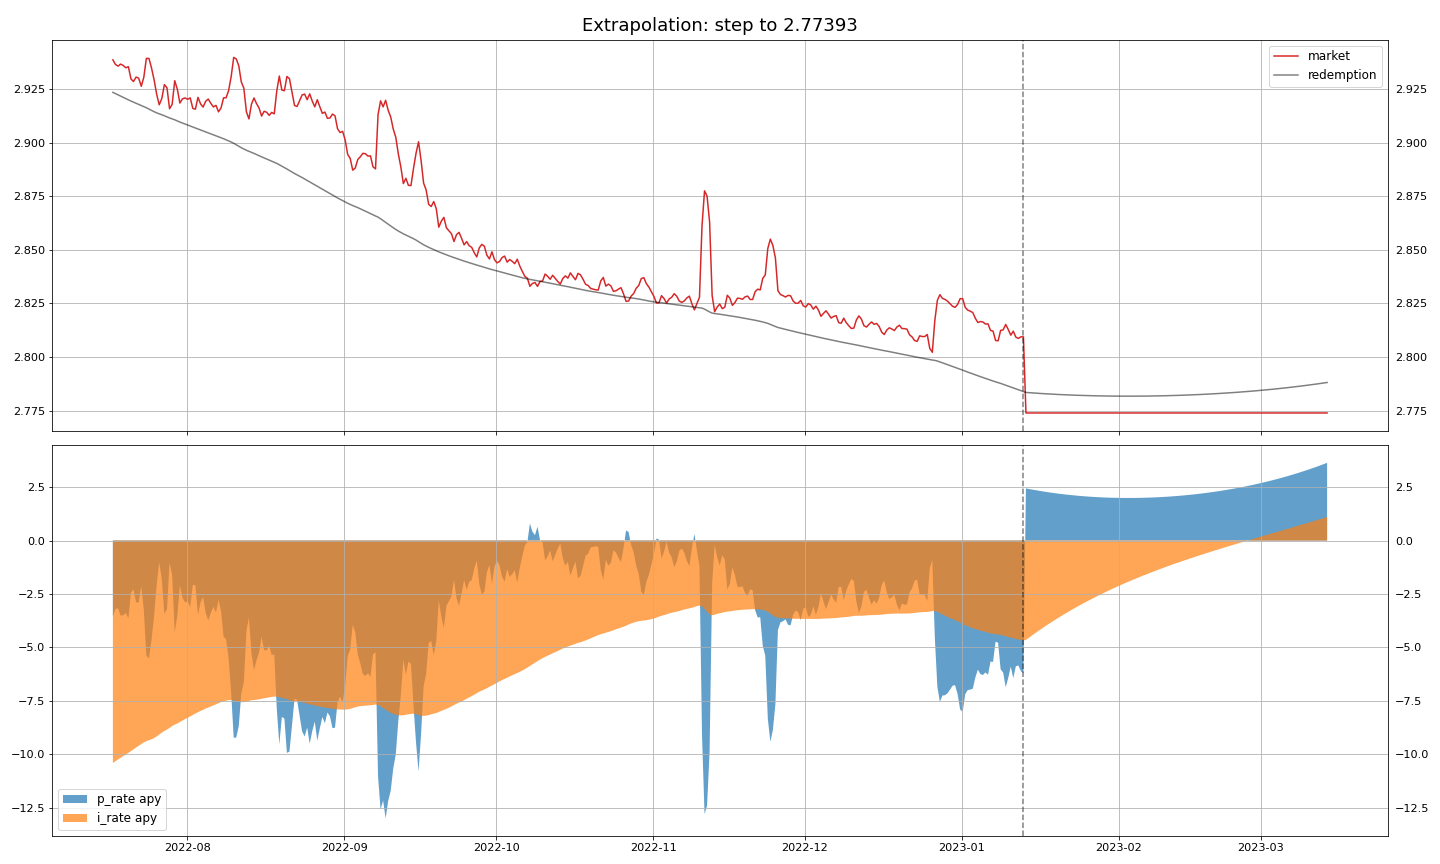 Extrapolation: step to 2.77393
market
redemption
2.925 2.925
2.900 2.900
2.875 2.875
2.850 2.850
2.825 2.825
2.800 2.800
2.775 2.775
2.5 2.5
0.0 0.0
−2.5 −2.5
−5.0 −5.0
−7.5 −7.5
−10.0 −10.0
−12.5 −12.5
p_rate apy
i_rate apy
2022-08 2022-09 2022-10 2022-11 2022-12 2023-01 2023-02 2023-03